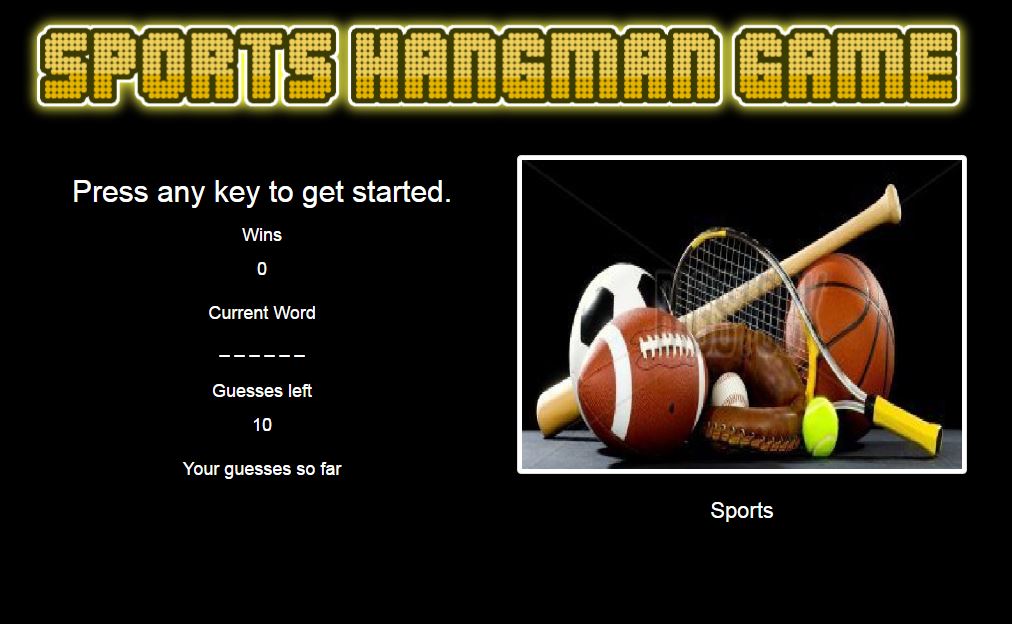 SPORTS HANGMAN GAME
Press any key to get started.
Wins
0
Current Word
_ _ _ _ _ _
Guesses left
10
Your guesses so far
Sports